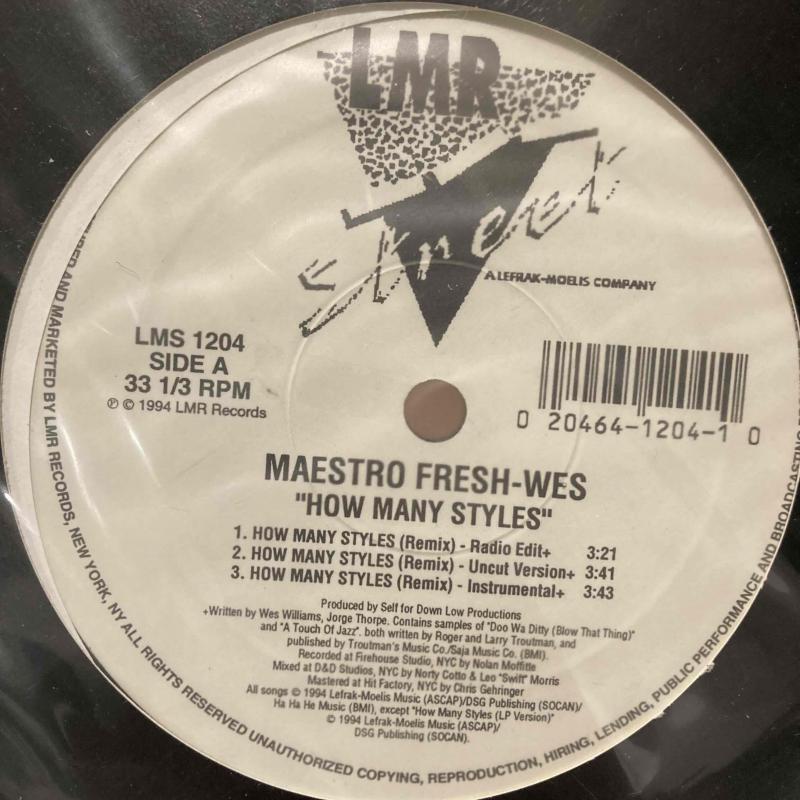 LMR
street
A LEFRAK-MOELIS COMPANY
LMS 1204
SIDE A
33 1/3 RPM
℗ © 1994 LMR Records
0 20464-1204-1 0
MAESTRO FRESH-WES
"HOW MANY STYLES"
1. HOW MANY STYLES (Remix) - Radio Edit+ 3:21
2. HOW MANY STYLES (Remix) - Uncut Version+ 3:41
3. HOW MANY STYLES (Remix) - Instrumental+ 3:43
Produced by Self for Down Low Productions
+Written by Wes Williams, Jorge Thorpe. Contains samples of "Doo Wa Ditty (Blow That Thing)"
and "A Touch Of Jazz". both written by Roger and Larry Troutman, and
published by Troutman's Music Co./Saja Music Co. (BMI).
Recorded at Firehouse Studio, NYC by Nolan Moffitte
Mixed at D&D Studios, NYC by Norty Cotto & Leo "Swift" Morris
Mastered at Hit Factory, NYC by Chris Gehringer
All songs © 1994 Lefrak-Moelis Music (ASCAP)/DSG Publishing (SOCAN)/
Ha Ha He Music (BMI), except "How Many Styles (LP Version)"
© 1994 Lefrak-Moelis Music (ASCAP)/
DSG Publishing (SOCAN).
AND MARKETED BY LMR RECORDS, NEW YORK, NY ALL RIGHTS RESERVED UNAUTHORIZED COPYING, REPRODUCTION, HIRING, LENDING, PUBLIC PERFORMANCE AND BROADCASTING